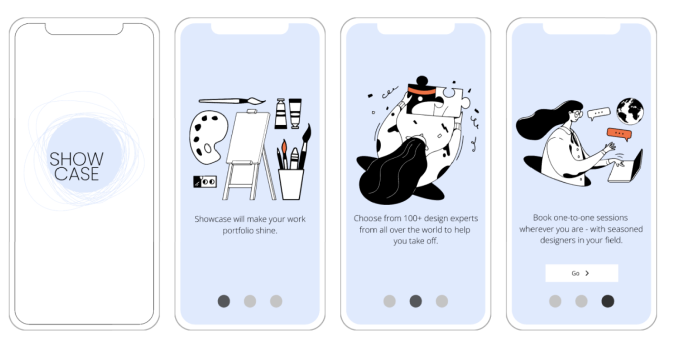 SHOW
CASE
Showcase will make your work
portfolio shine.
Choose from 100+ design experts
from all over the world to help
you take off.
Book one-to-one sessions
wherever you are - with seasoned
designers in your field.
Go >